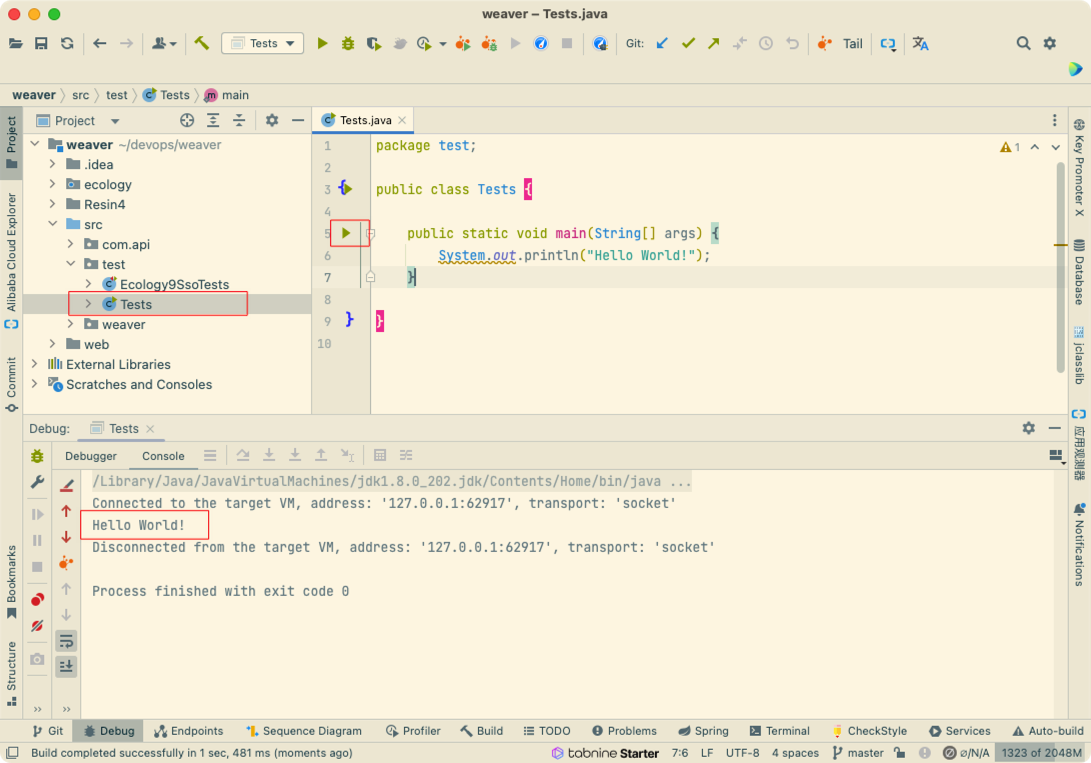 weaver – Tests.java
Tests
Git:
Tail
weaver
src
test
Tests
main
Project
Tests.java
weaver ~/devops/weaver
.idea
ecology
Resin4
src
com.api
test
Ecology9SsoTests
Tests
weaver
web
External Libraries
Scratches and Consoles
1 package test;
2
3 public class Tests {
4
5 public static void main(String[] args) {
6 System.out.println("Hello World!");
7 }
8
9 }
10
1
Project
Alibaba Cloud Explorer
Commit
Bookmarks
Structure
Key Promoter X
Database
jclasslib
应用观测器
Notifications
Debug:
Tests
Debugger
Console
/Library/Java/JavaVirtualMachines/jdk1.8.0_202.jdk/Contents/Home/bin/java ...
Connected to the target VM, address: '127.0.0.1:62917', transport: 'socket'
Hello World!
Disconnected from the target VM, address: '127.0.0.1:62917', transport: 'socket'
Process finished with exit code 0
Git
Debug
Endpoints
Sequence Diagram
Profiler
Build
TODO
Problems
Spring
Terminal
CheckStyle
Services
Auto-build
Build completed successfully in 1 sec, 481 ms (moments ago)
tabnine Starter
7:6
LF
UTF-8
4 spaces
master
⌀/N/A
1323 of 2048M